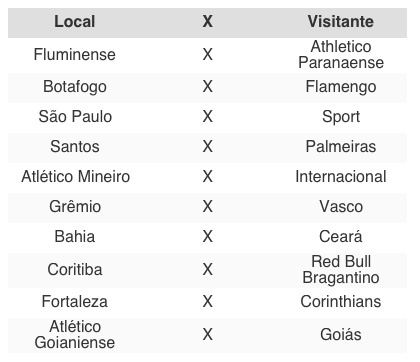 Local X Visitante
Fluminense X Athletico
Paranaense
Botafogo X Flamengo
São Paulo X Sport
Santos X Palmeiras
Atlético Mineiro X Internacional
Grêmio X Vasco
Bahia X Ceará
Coritiba X Red Bull
Bragantino
Fortaleza X Corinthians
Atlético
Goianiense X Goiás